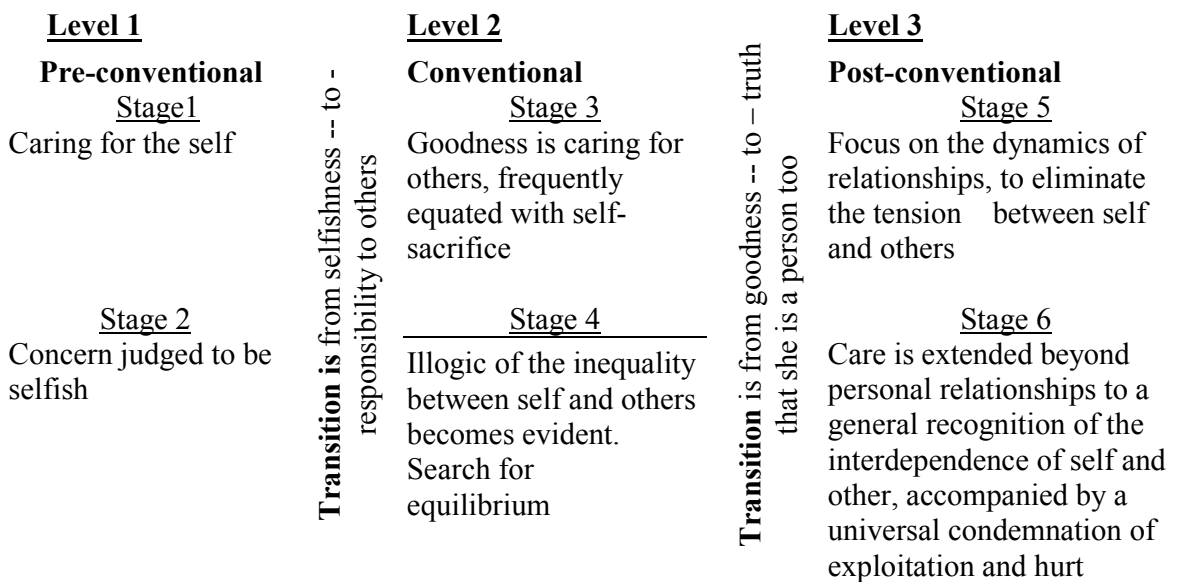 Level 1
Pre-conventional
Stage1
Caring for the self
Stage 2
Concern judged to be
selfish
Transition is from selfishness -- to -
responsibility to others
Level 2
Conventional
Stage 3
Goodness is caring for
others, frequently
equated with self-
sacrifice
Stage 4
Illogic of the inequality
between self and others
becomes evident.
Search for
equilibrium
Transition is from goodness -- to – truth
that she is a person too
Level 3
Post-conventional
Stage 5
Focus on the dynamics of
relationships, to eliminate
the tension between self
and others
Stage 6
Care is extended beyond
personal relationships to a
general recognition of the
interdependence of self and
other, accompanied by a
universal condemnation of
exploitation and hurt